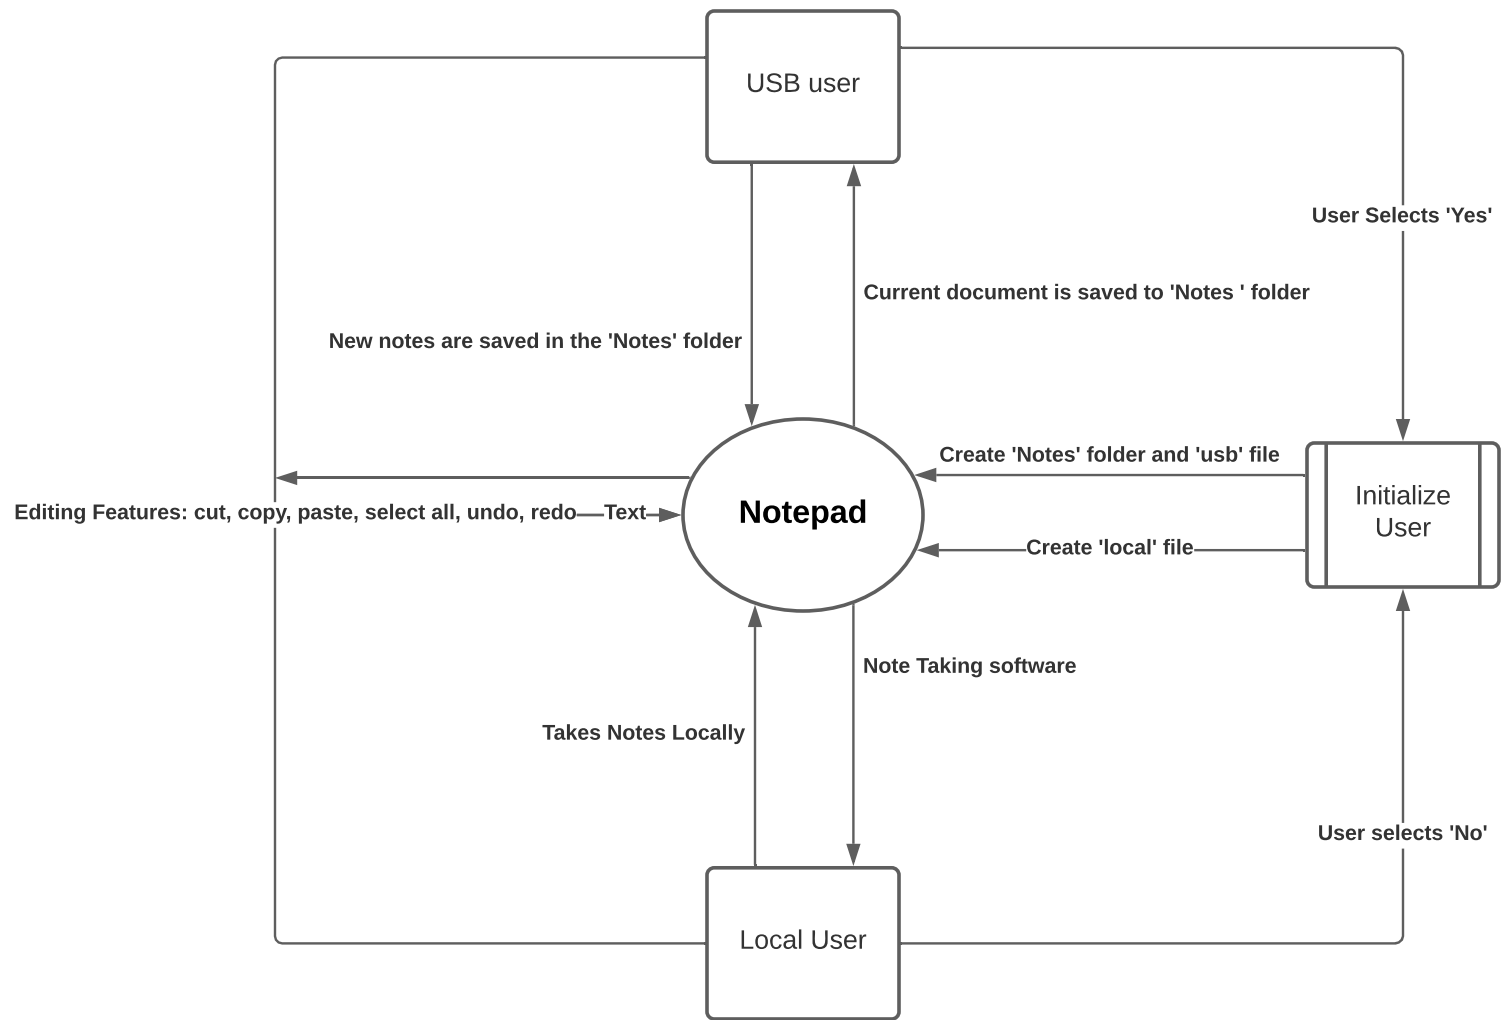 USB user
User Selects 'Yes'
Current document is saved to 'Notes ' folder
New notes are saved in the 'Notes' folder
Create 'Notes' folder and 'usb' file
Initialize
User
Editing Features: cut, copy, paste, select all, undo, redo
Text
Notepad
Create 'local' file
Note Taking software
Takes Notes Locally
User selects 'No'
Local User